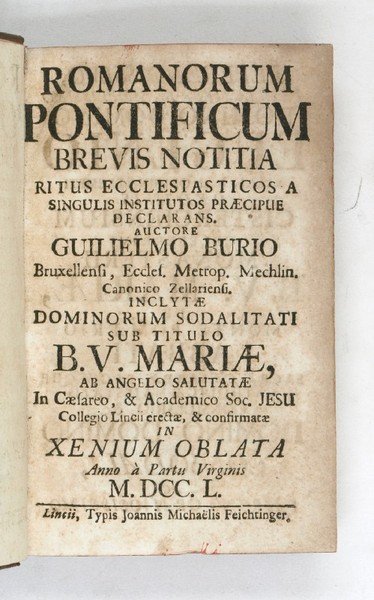 ROMANORUM
PONTIFICUM
BREVIS NOTITIA
RITUS ECCLESIASTICOS A
SINGULIS INSTITUTOS PRÆCIPUE
DECLARANS.
AUCTORE
GUILIELMO BURIO
Bruxellensi, Eccles. Metrop. Mechlin.
Canonico Zellariensi.
INCLYTÆ
DOMINORUM SODALITATI
SUB TITULO
B.V. MARIÆ,
AB ANGELO SALUTATÆ
In Cæsareo, & Academico Soc. JESU
Collegio Lincii erectæ, & confirmatæ
IN
XENIUM OBLATA
Anno à Partu Virginis
M. DCC. L.
Lincii, Typis Joannis Michaëlis Feichtinger.